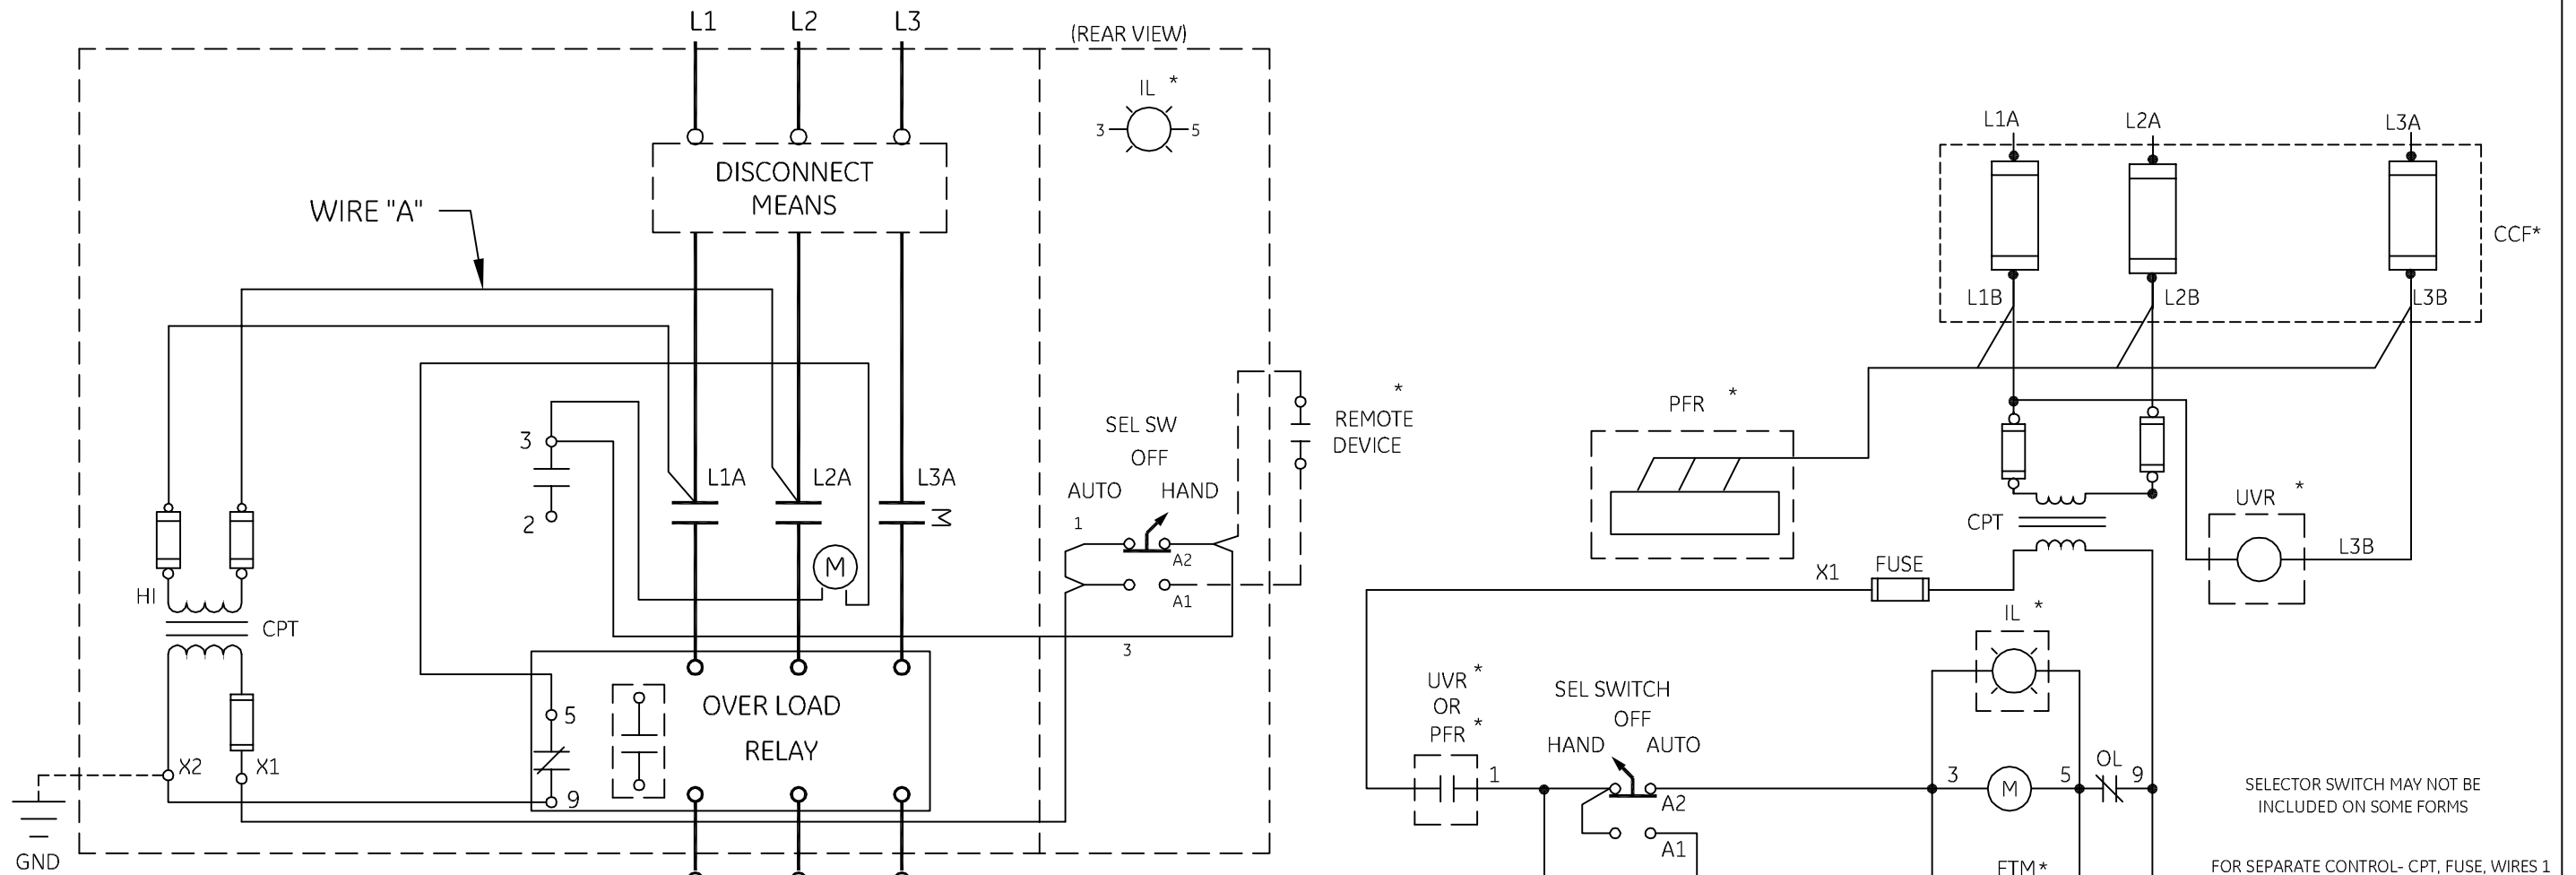 L1
L2
L3
(REAR VIEW)
IL *
3
5
DISCONNECT
MEANS
WIRE "A"
3
2
L1A
L2A
L3A
M
M
SEL SW
OFF
AUTO
HAND
1
A2
A1
3
*
REMOTE
DEVICE
HI
CPT
X2
X1
GND
5
9
OVER LOAD
RELAY
L1A
L2A
L3A
CCF*
L1B
L2B
L3B
PFR *
CPT
UVR *
L3B
X1
FUSE
IL *
UVR *
OR
PFR *
1
SEL SWITCH
OFF
HAND
AUTO
A2
A1
3
M
5
OL
9
SELECTOR SWITCH MAY NOT BE
INCLUDED ON SOME FORMS
ETM*
FOR SEPARATE CONTROL- CPT, FUSE, WIRES 1